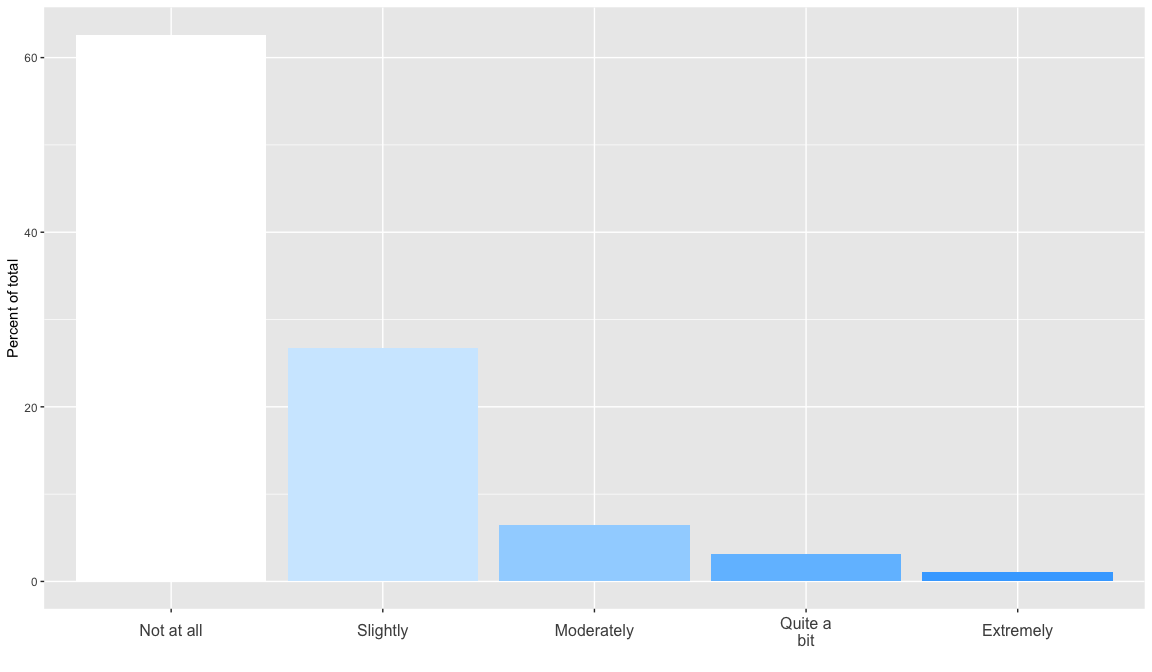 Percent of total
60
40
20
0
Not at all
Slightly
Moderately
Quite a
bit
Extremely